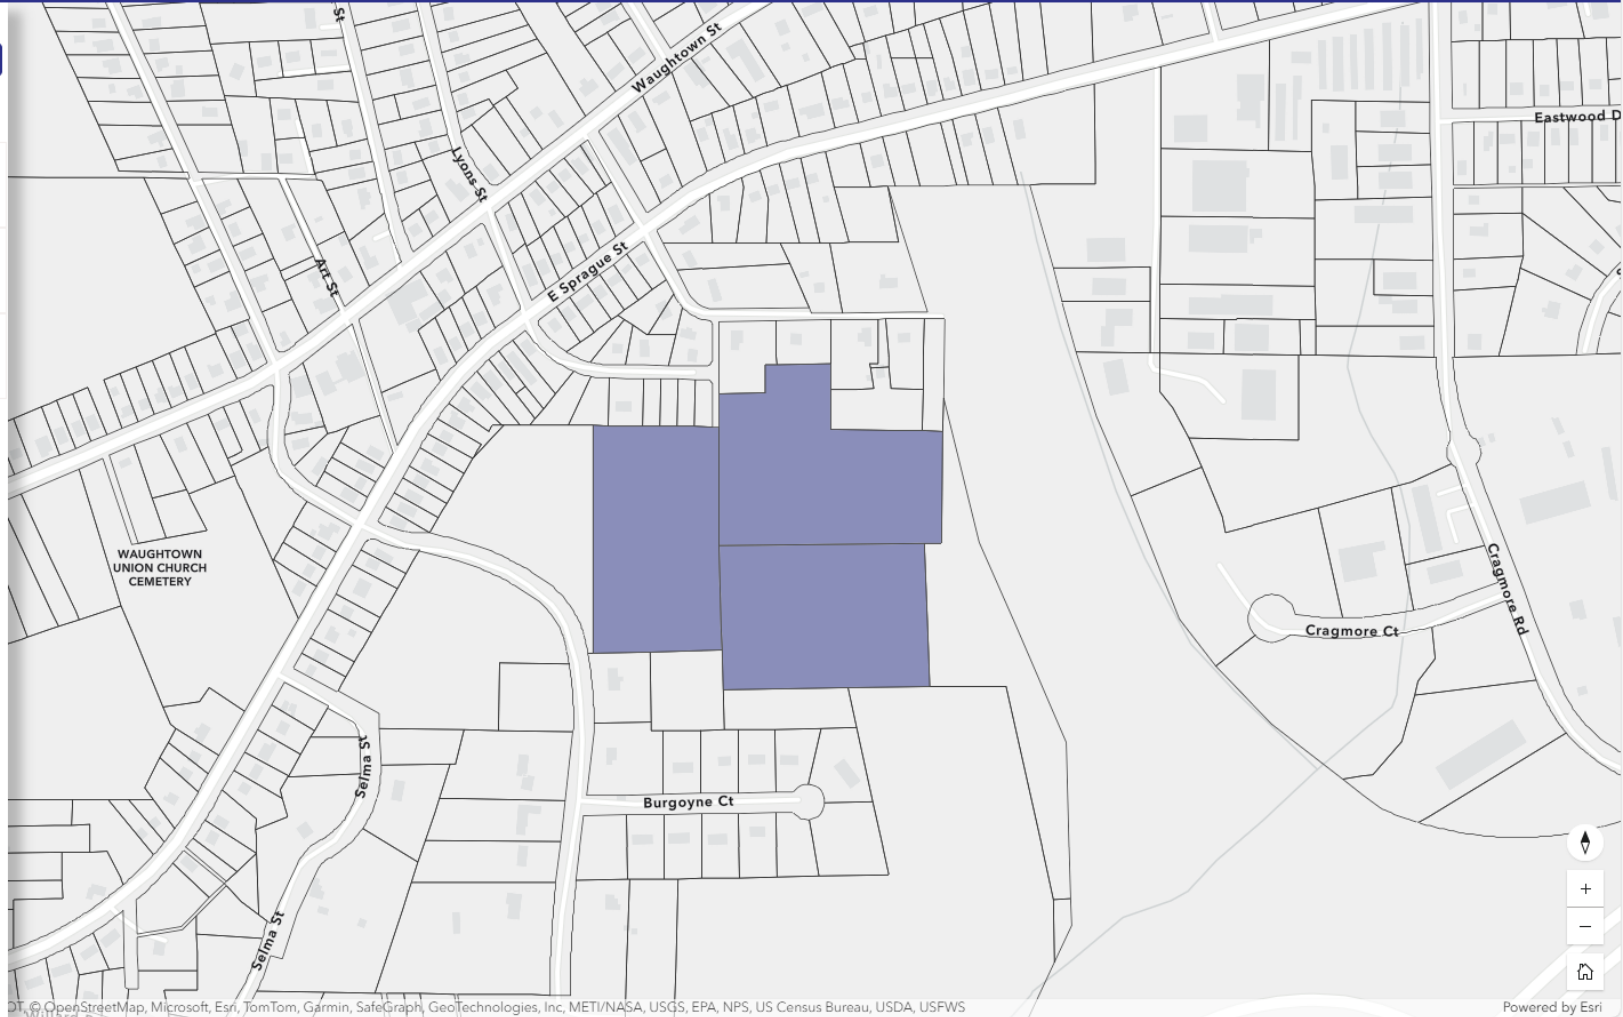 St
Waughtown St
Eastwood D
Lyons St
E Sprague St
Art St
WAUGHTOWN
UNION CHURCH
CEMETERY
Cragmore Rd
Cragmore Ct
Selma St
Burgoyne Ct
Selma St
+
−
OT, © OpenStreetMap, Microsoft, Esri, TomTom, Garmin, SafeGraph, GeoTechnologies, Inc, METI/NASA, USGS, EPA, NPS, US Census Bureau, USDA, USFWS
Powered by Esri